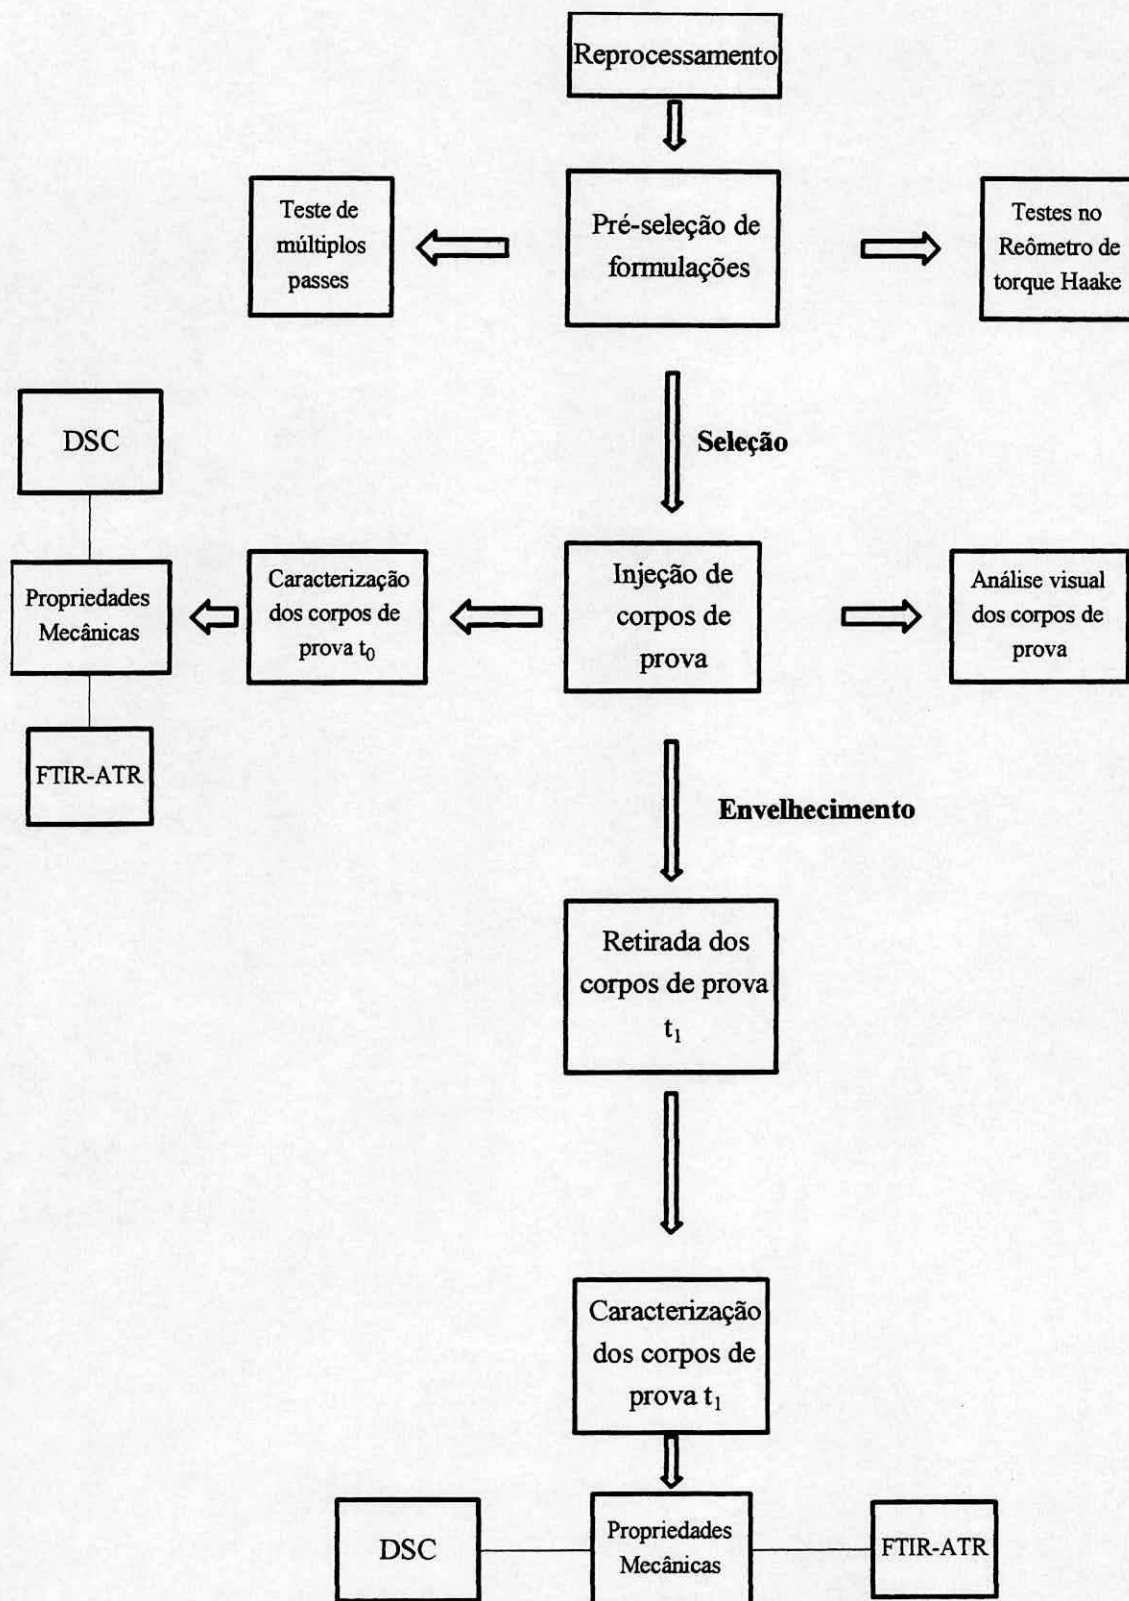 Reprocessamento
Teste de
múltiplos
passes
Pré-seleção de
formulações
Testes no
Reômetro de
torque Haake
Seleção
DSC
Propriedades
Mecânicas
FTIR-ATR
Caracterização
dos corpos de
prova t₀
Injeção de
corpos de
prova
Análise visual
dos corpos de
prova
Envelhecimento
Retirada dos
corpos de prova
t₁
Caracterização
dos corpos de
prova t₁
DSC
Propriedades
Mecânicas
FTIR-ATR